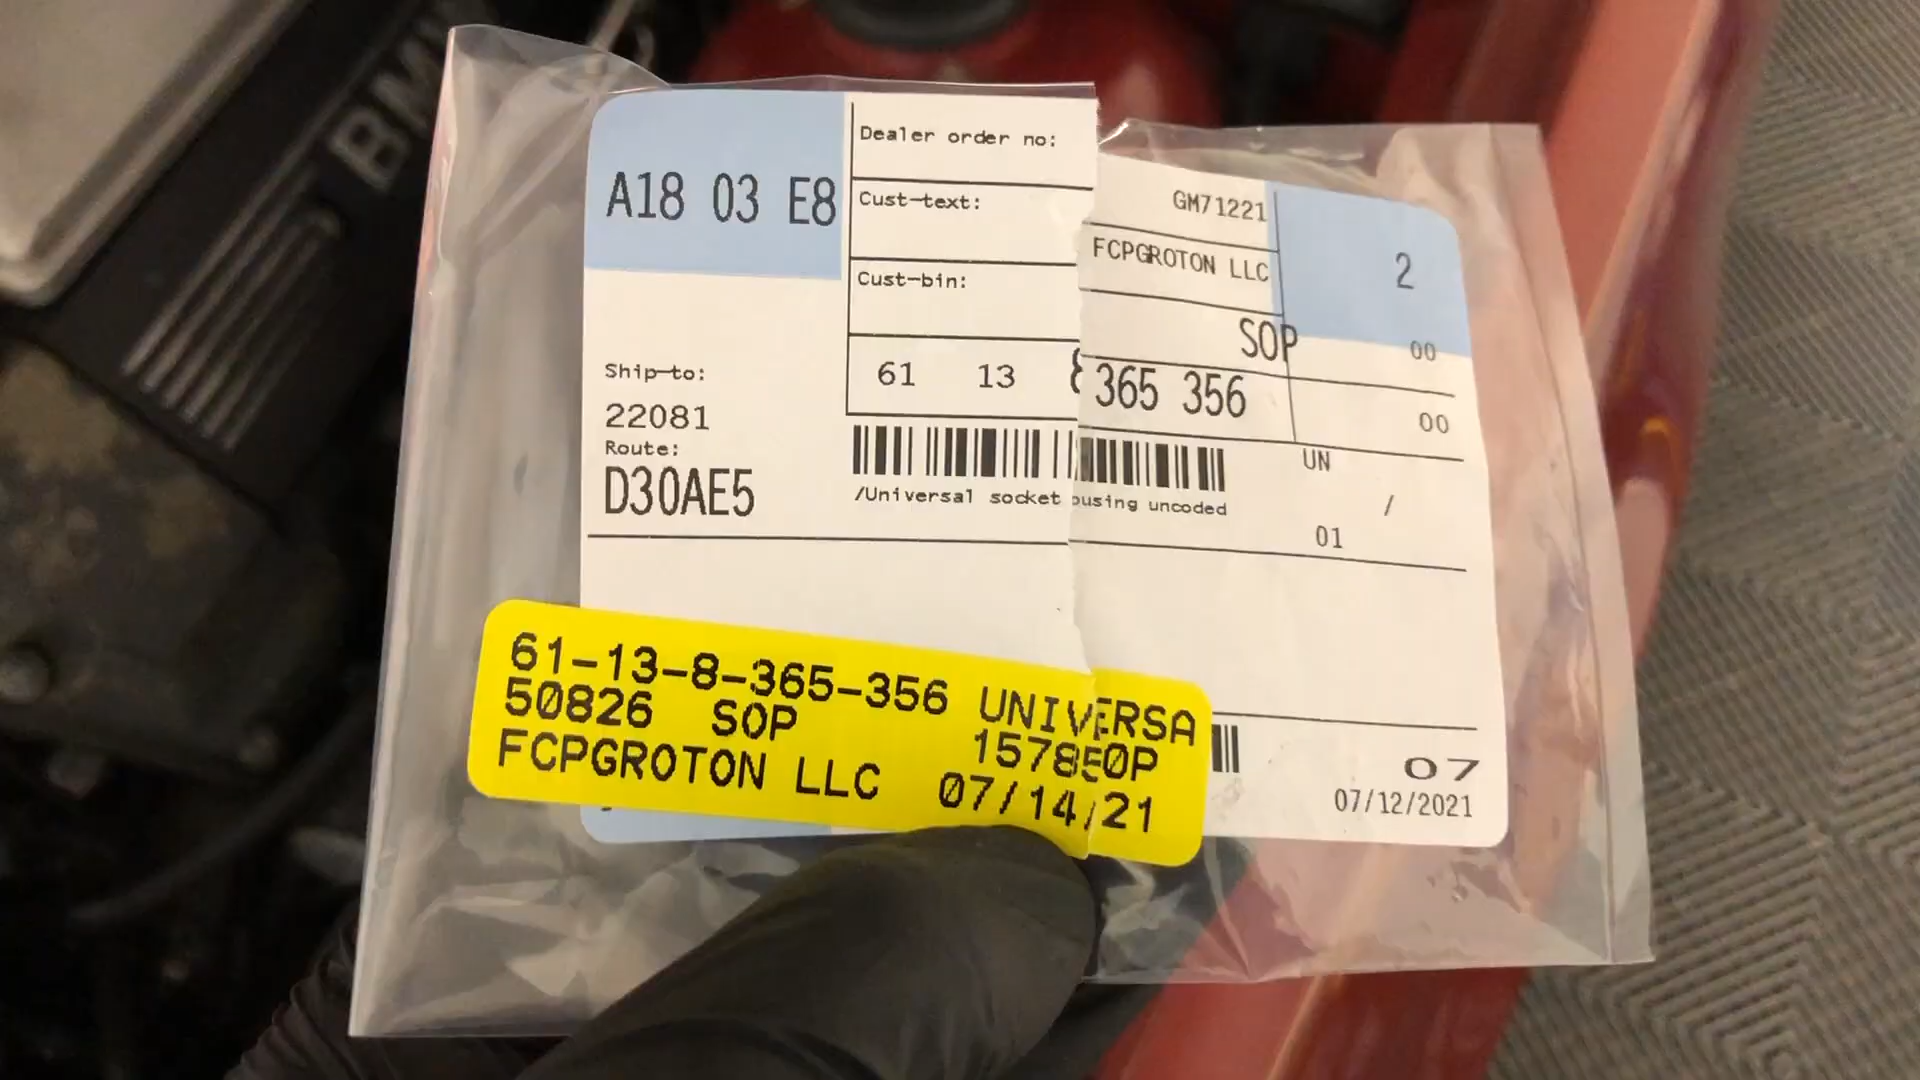 BMW
A18 03 E8
Dealer order no:
GM71221
Cust-text:
FCPGROTON LLC
2
Cust-bin:
SOP
00
Ship-to:
61 13 365 356
00
22081
Route:
D30AE5
/Universal socket ousing uncoded
UN
/
01
61-13-8-365-356 UNIVERSA
50826 SOP 157850P
FCPGROTON LLC 07/14/21
07
07/12/2021